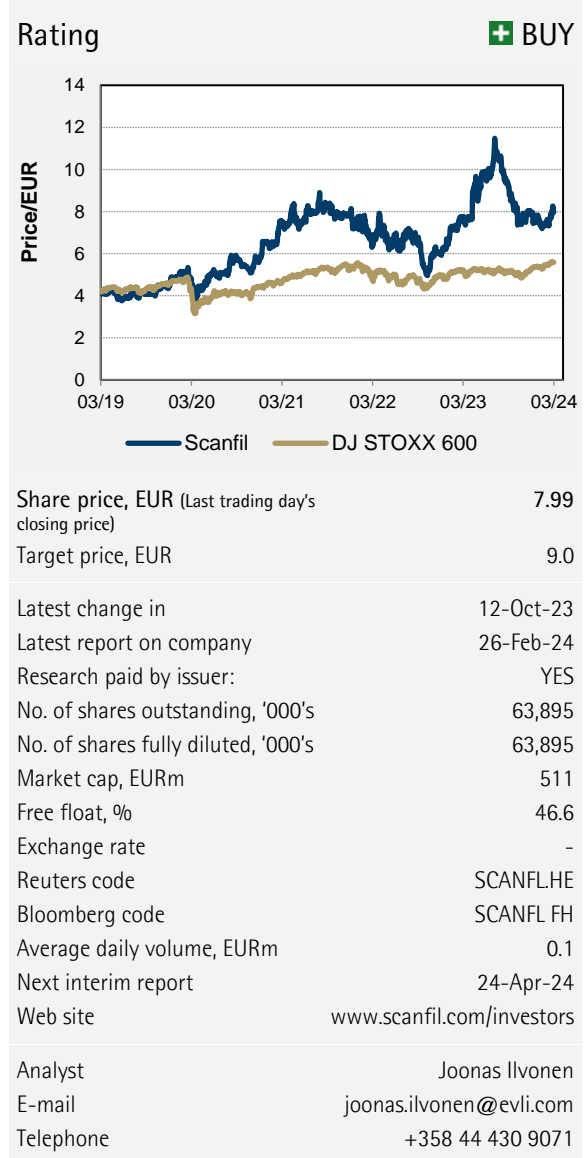 Rating BUY
14
12
10
8
6
4
2
0
Price/EUR
03/19 03/20 03/21 03/22 03/23 03/24
Scanfil DJ STOXX 600
Share price, EUR (Last trading day's 7.99
closing price)
Target price, EUR 9.0
Latest change in 12-Oct-23
Latest report on company 26-Feb-24
Research paid by issuer: YES
No. of shares outstanding, '000's 63,895
No. of shares fully diluted, '000's 63,895
Market cap, EURm 511
Free float, % 46.6
Exchange rate -
Reuters code SCANFL.HE
Bloomberg code SCANFL FH
Average daily volume, EURm 0.1
Next interim report 24-Apr-24
Web site www.scanfil.com/investors
Analyst Joonas Ilvonen
E-mail joonas.ilvonen@evli.com
Telephone +358 44 430 9071